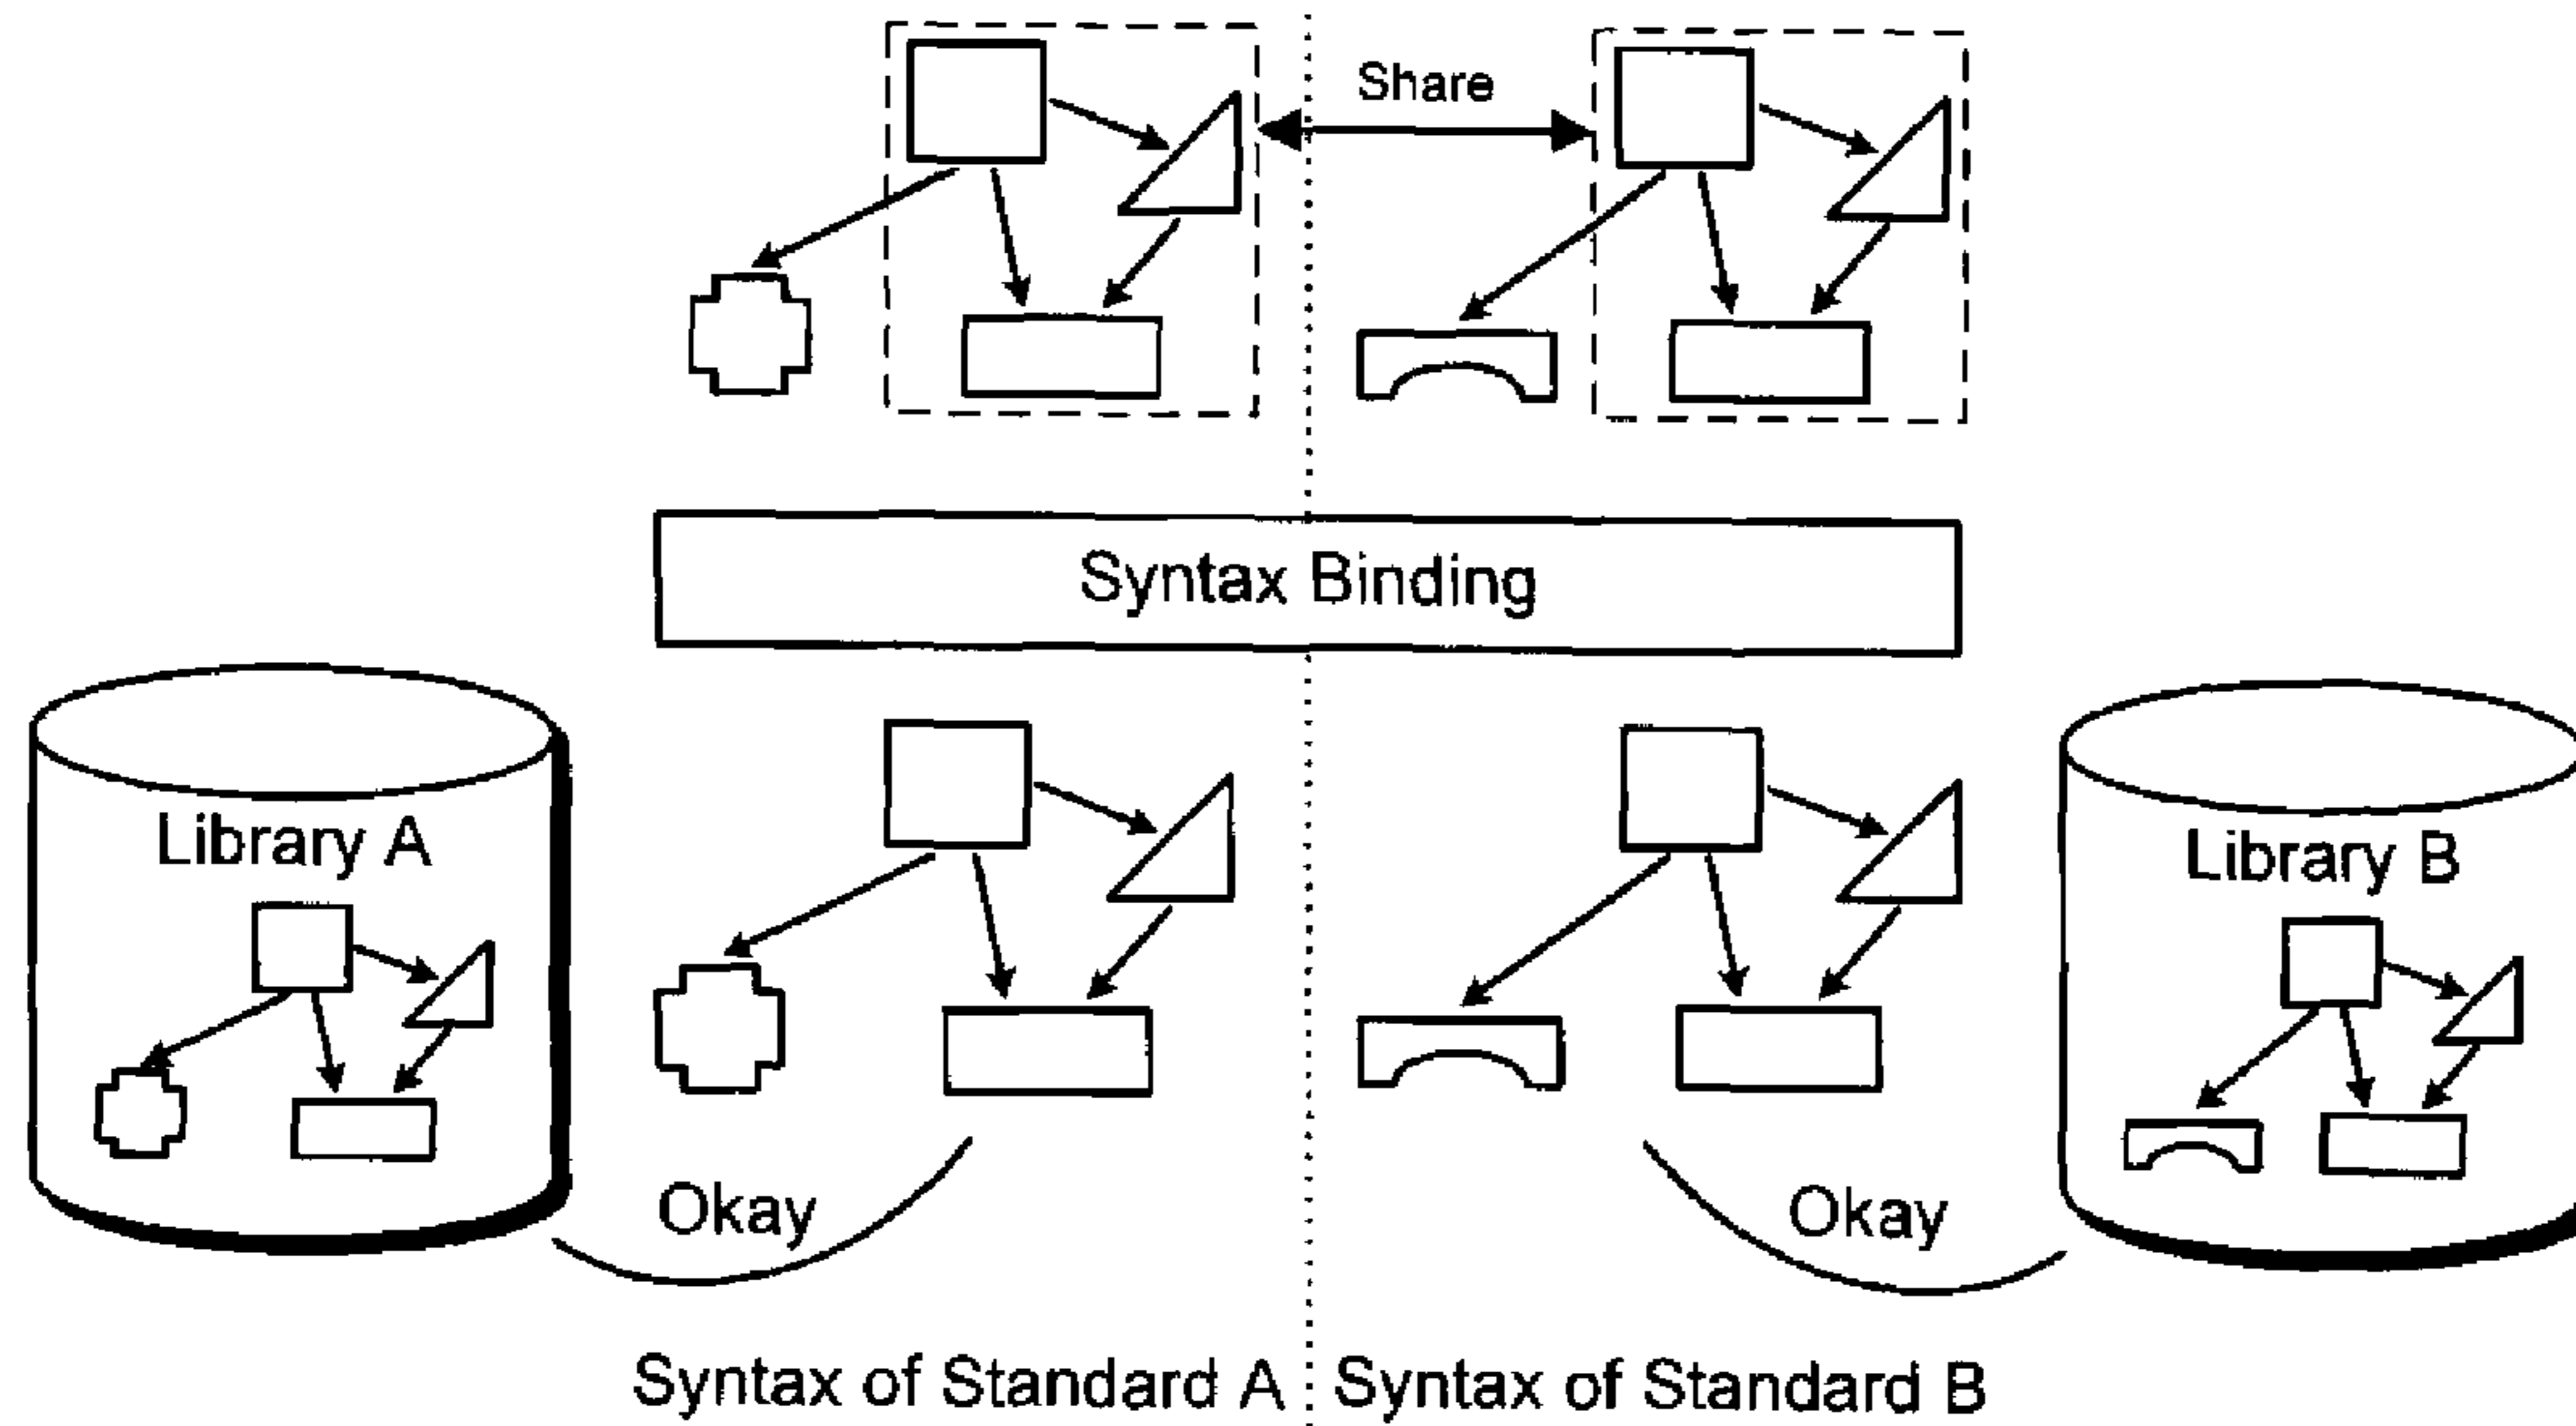 Share
Syntax Binding
Library A
Library B
Okay
Okay
Syntax of Standard A
Syntax of Standard B